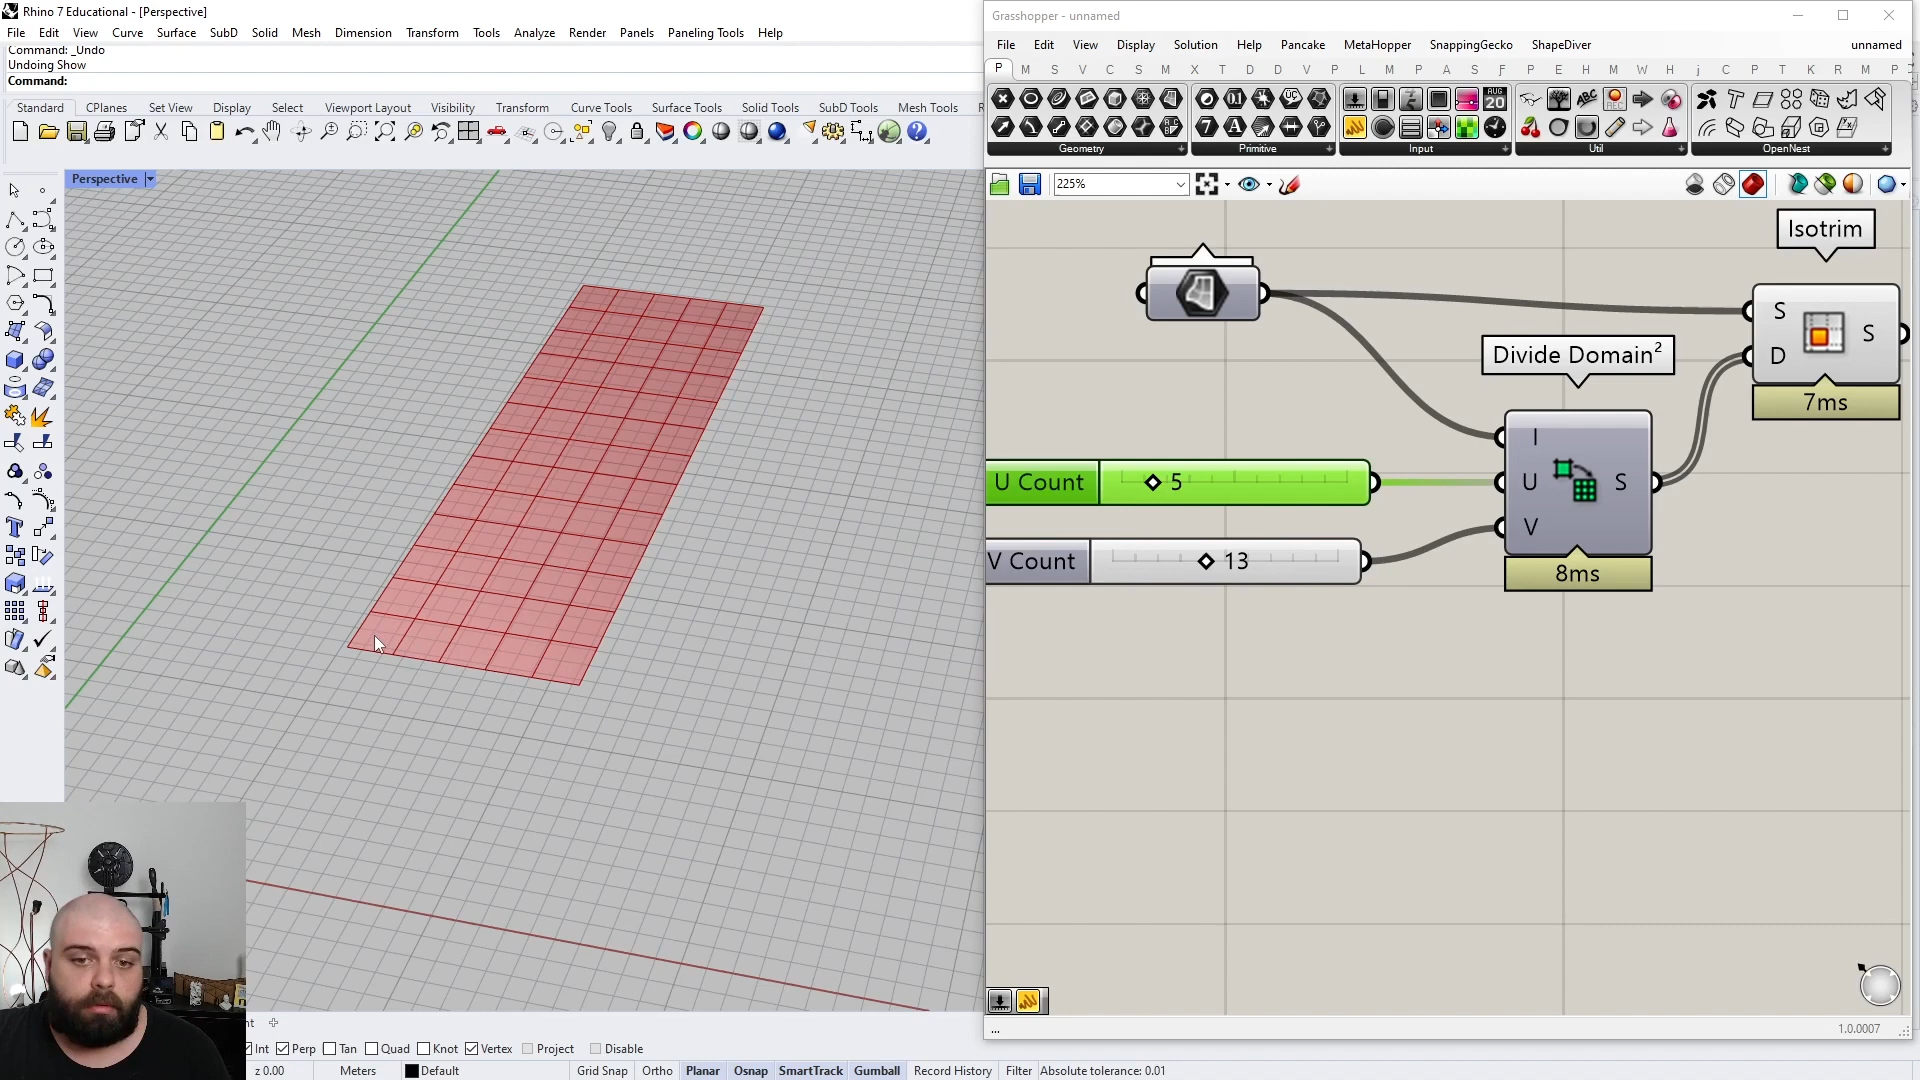 Rhino 7 Educational - [Perspective]
File Edit View Curve Surface SubD Solid Mesh Dimension Transform Tools Analyze Render Panels Paneling Tools Help
Command: _Undo
Undoing Show
Command:
Standard CPlanes Set View Display Select Viewport Layout Visibility Transform Curve Tools Surface Tools Solid Tools SubD Tools Mesh Tools
Perspective
Int Perp Tan Quad Knot Vertex Project Disable
z 0.00 Meters Default Grid Snap Ortho Planar Osnap SmartTrack Gumball Record History Filter Absolute tolerance: 0.01
Grasshopper - unnamed
File Edit View Display Solution Help Pancake MetaHopper SnappingGecko ShapeDiver unnamed
P M S V C S M X T D D V P L M P A S F P E H M W H j C P T K R M P
Geometry Primitive Input Util OpenNest
225%
Isotrim
S
D
S
7ms
Divide Domain²
I
U
V
S
8ms
U Count 5
V Count 13
...
1.0.0007